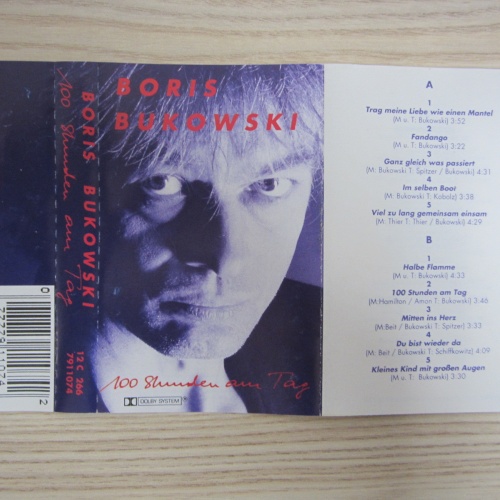 BORIS BUKOWSKI
100 Stunden am Tag
12 C 266
7911074
0 77779 11074 2
BORIS
BUKOWSKI
100 Stunden am Tag
DOLBY SYSTEM
A
1
Trag meine Liebe wie einen Mantel
(M u. T: Bukowski) 3:52
2
Fandango
(M u. T: Bukowski) 3:22
3
Ganz gleich was passiert
(M: Bukowski T: Spitzer / Bukowski) 4:31
4
Im selben Boot
(M: Bukowski T: Kobolz) 3:38
5
Viel zu lang gemeinsam einsam
(M: Thier T: Thier / Bukowski) 4:29
B
1
Halbe Flamme
(M u. T: Bukowski) 4:33
2
100 Stunden am Tag
(M:Hamilton / Amon T: Bukowski) 3:46
3
Mitten ins Herz
(M:Beit / Bukowski T: Spitzer) 3:33
4
Du bist wieder da
(M: Beit / Bukowski T: Schiffkowitz) 4:09
5
Kleines Kind mit großen Augen
(M u. T: Bukowski) 3:30